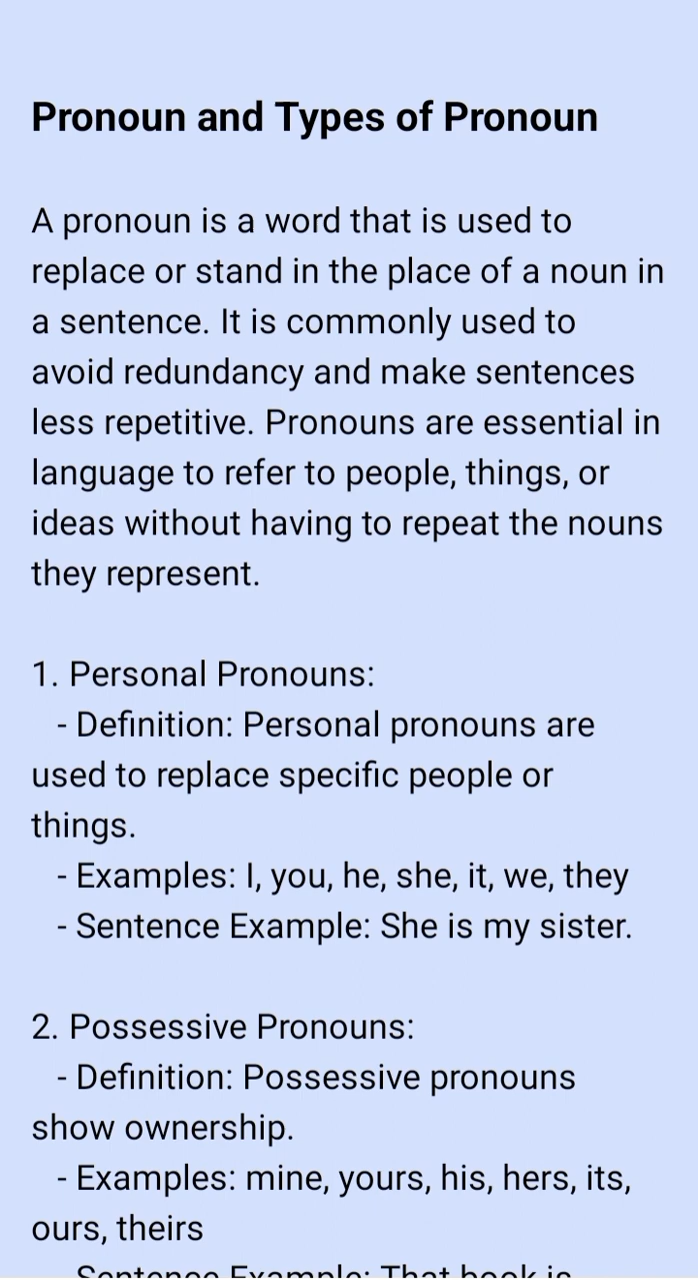 Pronoun and Types of Pronoun
A pronoun is a word that is used to
replace or stand in the place of a noun in
a sentence. It is commonly used to
avoid redundancy and make sentences
less repetitive. Pronouns are essential in
language to refer to people, things, or
ideas without having to repeat the nouns
they represent.
1. Personal Pronouns:
- Definition: Personal pronouns are
used to replace specific people or
things.
- Examples: I, you, he, she, it, we, they
- Sentence Example: She is my sister.
2. Possessive Pronouns:
- Definition: Possessive pronouns
show ownership.
- Examples: mine, yours, his, hers, its,
ours, theirs
Sentence Example: That book is